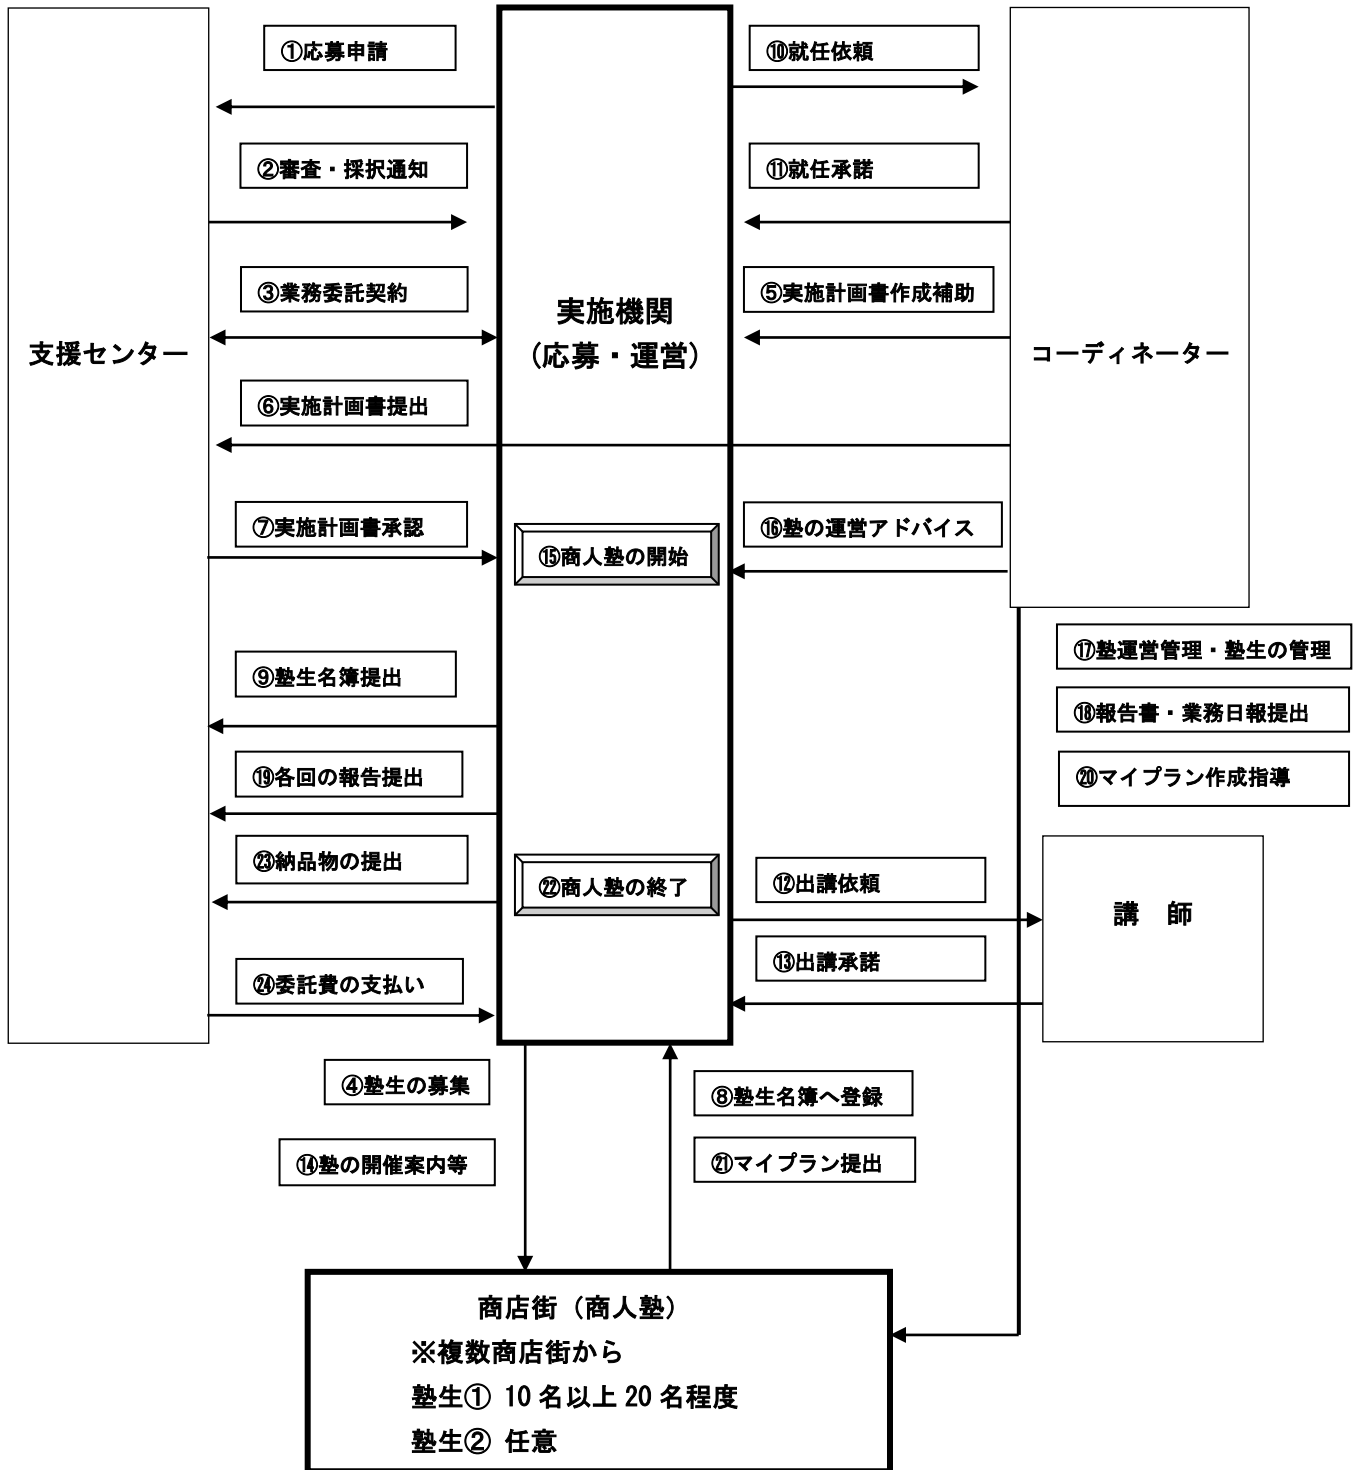 ①応募申請
⑩就任依頼
②審査・採択通知
⑪就任承諾
③業務委託契約
⑤実施計画書作成補助
実施機関
（応募・運営）
支援センター
コーディネーター
⑥実施計画書提出
⑦実施計画書承認
⑮商人塾の開始
⑯塾の運営アドバイス
⑨塾生名簿提出
⑰塾運営管理・塾生の管理
⑱報告書・業務日報提出
⑲各回の報告提出
⑳マイプラン作成指導
㉓納品物の提出
㉒商人塾の終了
⑫出講依頼
講　師
⑬出講承諾
㉔委託費の支払い
④塾生の募集
⑧塾生名簿へ登録
⑭塾の開催案内等
㉑マイプラン提出
商店街（商人塾）
※複数商店街から
塾生① 10名以上20名程度
塾生② 任意